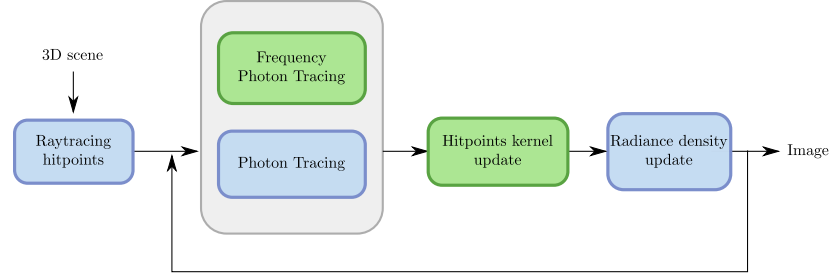 3D scene
Raytracing
hitpoints
Frequency
Photon Tracing
Photon Tracing
Hitpoints kernel
update
Radiance density
update
Image